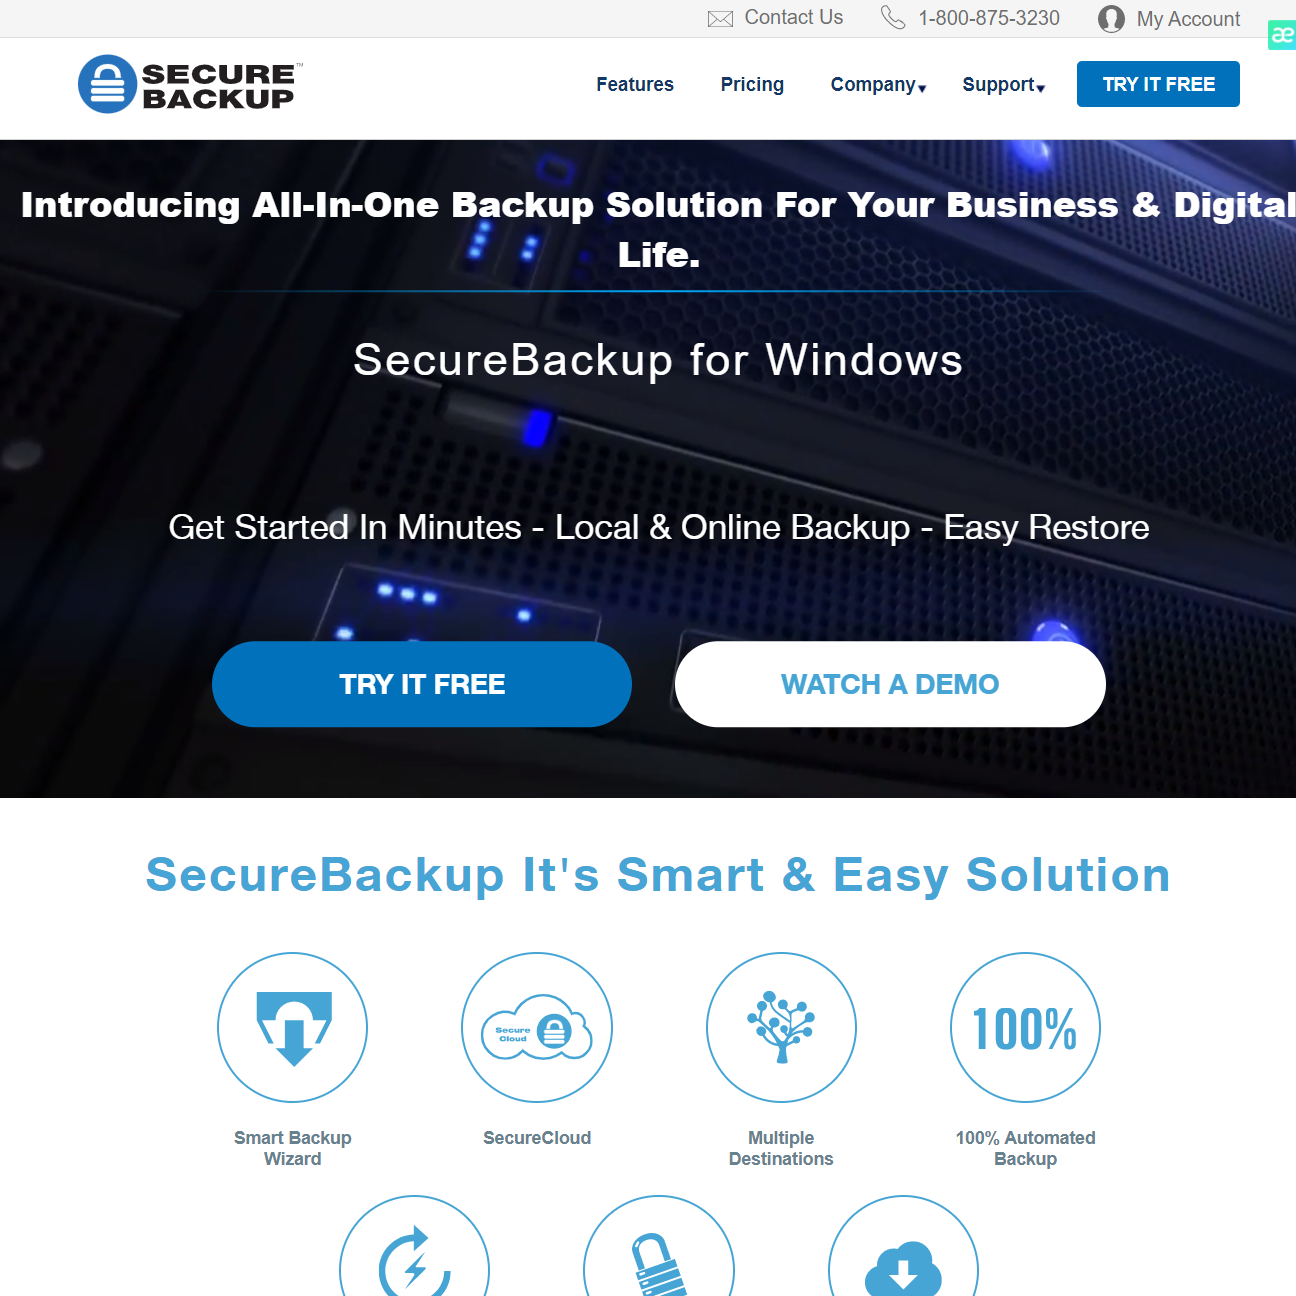 Contact Us
1-800-875-3230
My Account
æ
SECURE
BACKUP
™
Features
Pricing
Company
Support
TRY IT FREE
Introducing All-In-One Backup Solution For Your Business & Digital
Life.
SecureBackup for Windows
Get Started In Minutes - Local & Online Backup - Easy Restore
TRY IT FREE
WATCH A DEMO
SecureBackup It's Smart & Easy Solution
Secure
Cloud
100%
Smart Backup
Wizard
SecureCloud
Multiple
Destinations
100% Automated
Backup